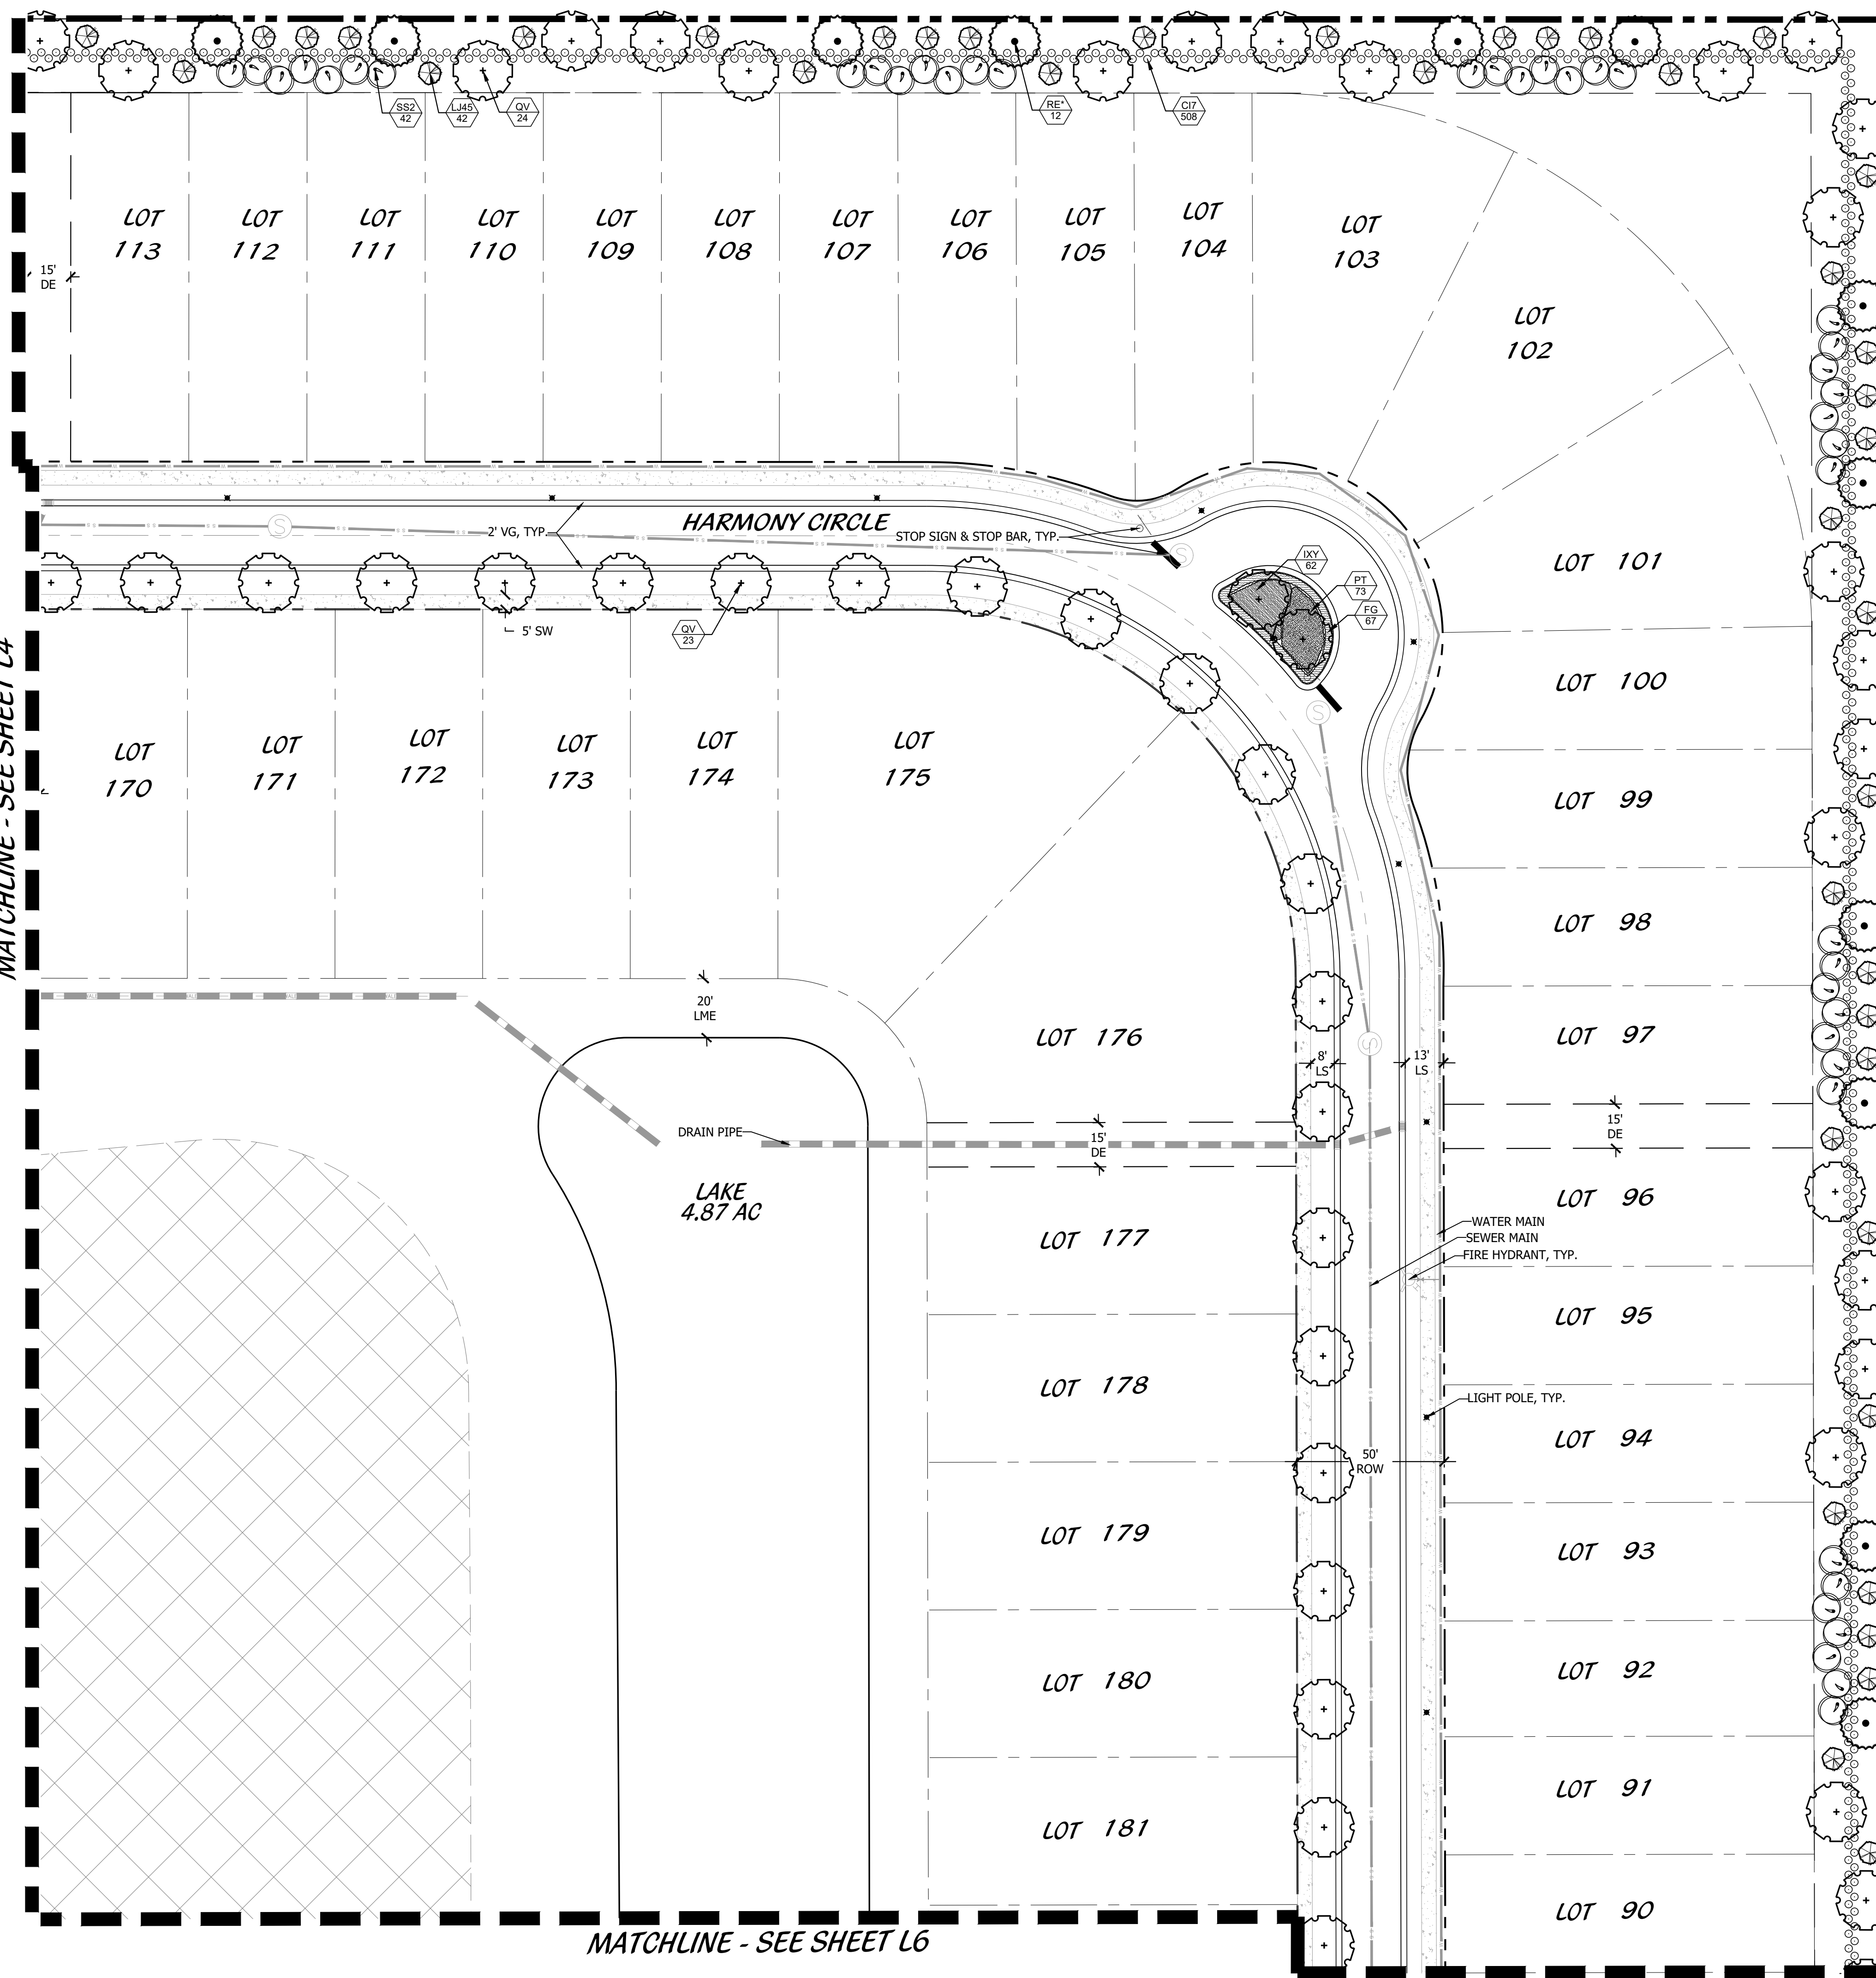 SS2
42
LJ45
42
QV
24
RE*
12
CI7
508
LOT
113
LOT
112
LOT
111
LOT
110
LOT
109
LOT
108
LOT
107
LOT
106
LOT
105
LOT
104
LOT
103
LOT
102
15'
DE
2' VG, TYP.
HARMONY CIRCLE
STOP SIGN & STOP BAR, TYP.
IXY
62
PT
73
FG
67
QV
23
5' SW
LOT 101
LOT 100
LOT 99
LOT 98
LOT 97
MATCHLINE - SEE SHEET L4
LOT
170
LOT
171
LOT
172
LOT
173
LOT
174
LOT
175
20'
LME
LOT 176
8'
LS
13'
LS
15'
DE
DRAIN PIPE
15'
DE
LAKE
4.87 AC
LOT 96
WATER MAIN
SEWER MAIN
FIRE HYDRANT, TYP.
LOT 177
LOT 95
LOT 178
LIGHT POLE, TYP.
LOT 94
50'
ROW
LOT 179
LOT 93
LOT 180
LOT 92
LOT 181
LOT 91
LOT 90
MATCHLINE - SEE SHEET L6